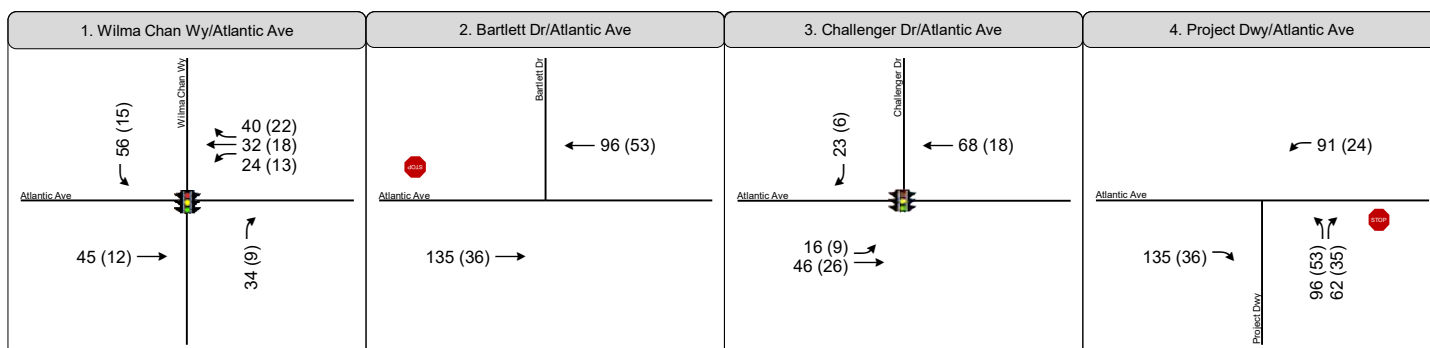 1. Wilma Chan Wy/Atlantic Ave
Wilma Chan Wy
56 (15)
40 (22)
32 (18)
24 (13)
Atlantic Ave
45 (12)
34 (9)
2. Bartlett Dr/Atlantic Ave
Bartlett Dr
96 (53)
STOP
Atlantic Ave
135 (36)
3. Challenger Dr/Atlantic Ave
Challenger Dr
23 (6)
68 (18)
Atlantic Ave
16 (9)
46 (26)
4. Project Dwy/Atlantic Ave
91 (24)
Atlantic Ave
STOP
135 (36)
96 (53)
62 (35)
Project Dwy